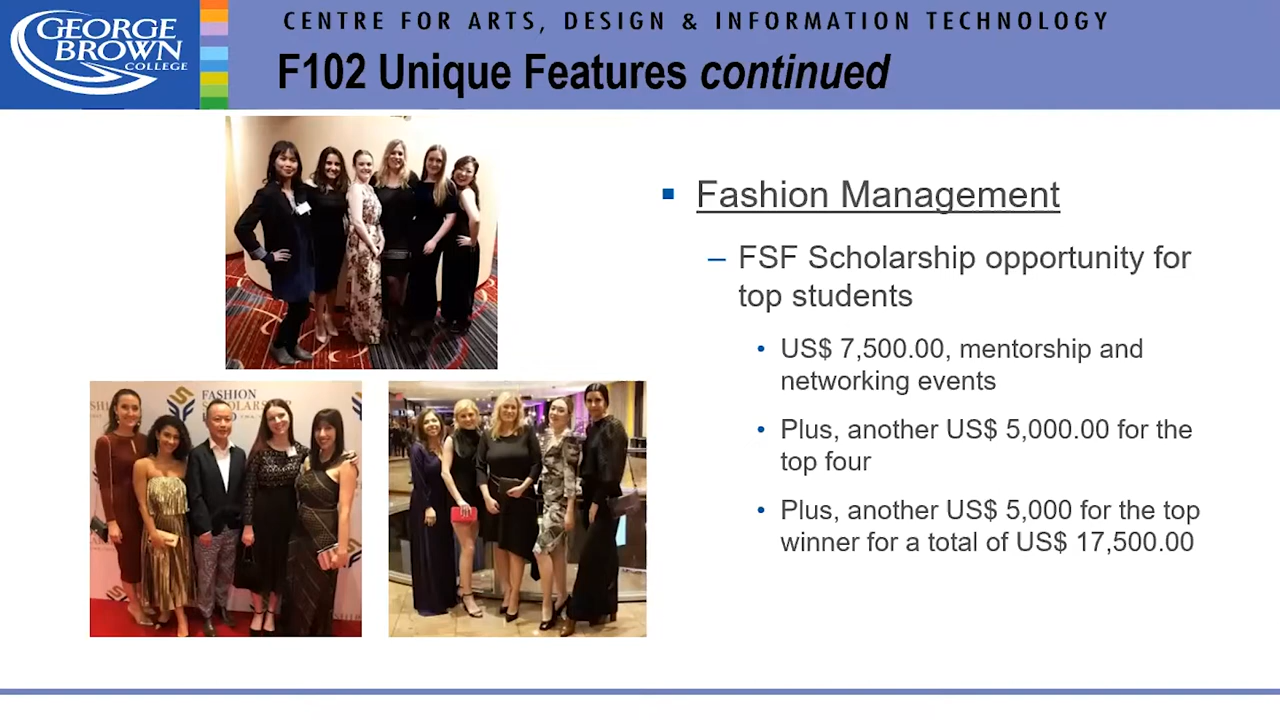 GEORGE
BROWN
COLLEGE
CENTRE FOR ARTS, DESIGN & INFORMATION TECHNOLOGY
F102 Unique Features continued
▪ Fashion Management
– FSF Scholarship opportunity for
top students
• US$ 7,500.00, mentorship and
networking events
• Plus, another US$ 5,000.00 for the
top four
• Plus, another US$ 5,000 for the top
winner for a total of US$ 17,500.00
FASHION
SCHOLARSHIP